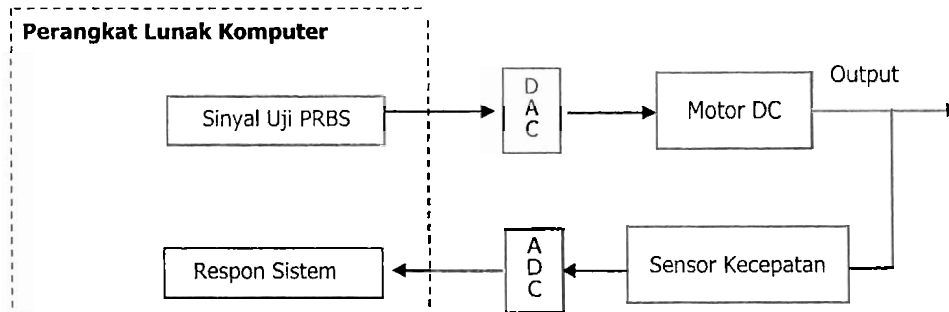 Perangkat Lunak Komputer
Sinyal Uji PRBS
D
A
C
Motor DC
Output
Respon Sistem
A
D
C
Sensor Kecepatan